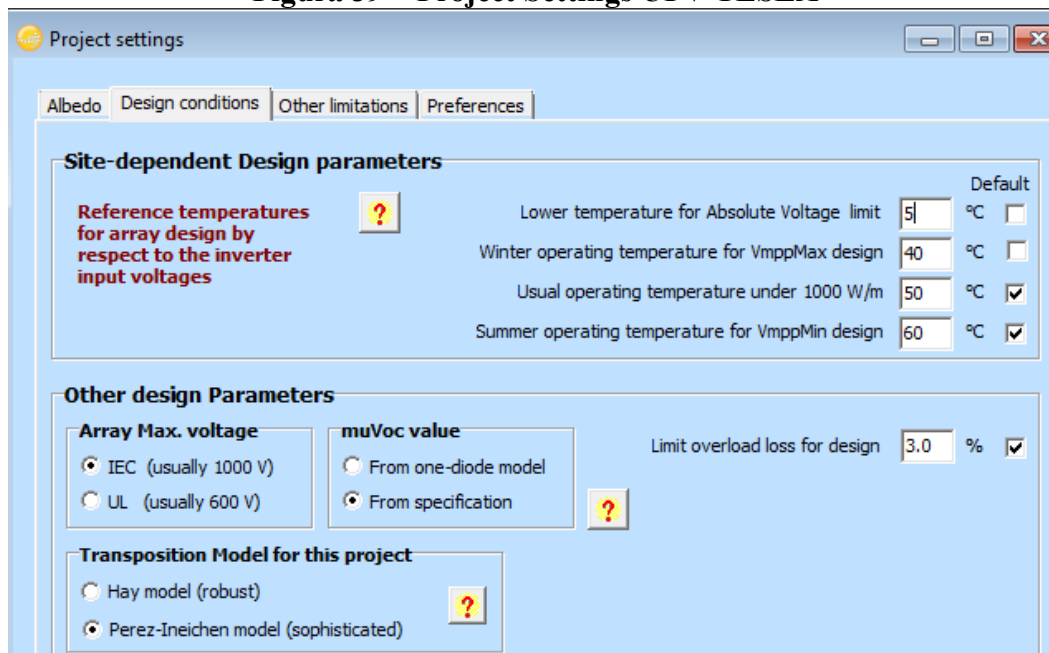 Project settings
Albedo Design conditions Other limitations Preferences
Site-dependent Design parameters
Default
Reference temperatures
for array design by
respect to the inverter
input voltages
?
Lower temperature for Absolute Voltage limit 5 °C
Winter operating temperature for VmppMax design 40 °C
Usual operating temperature under 1000 W/m 50 °C
Summer operating temperature for VmppMin design 60 °C
Other design Parameters
Array Max. voltage
IEC (usually 1000 V)
UL (usually 600 V)
muVoc value
From one-diode model
From specification
?
Limit overload loss for design 3.0 %
Transposition Model for this project
Hay model (robust)
Perez-Ineichen model (sophisticated)
?